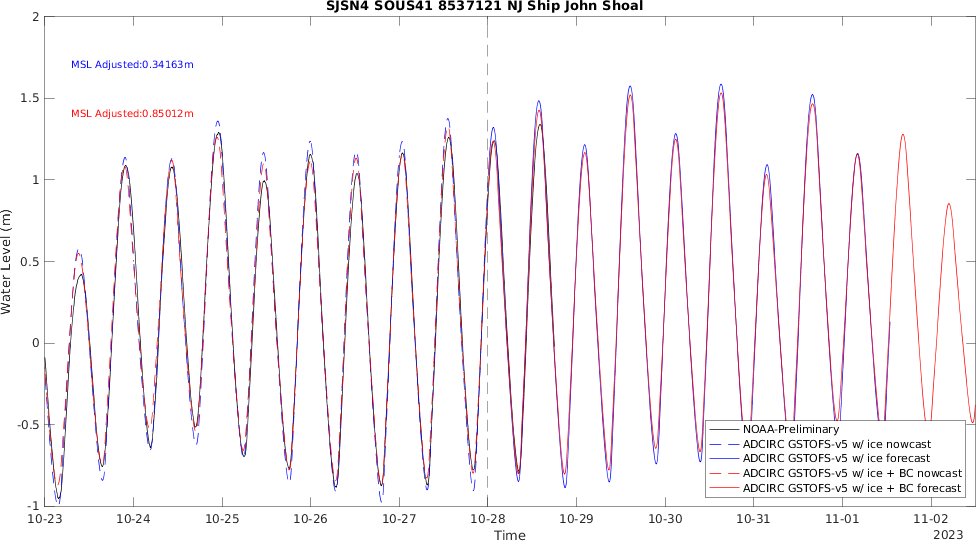 SJSN4 SOUS41 8537121 NJ Ship John Shoal
2
1.5
1
0.5
0
-0.5
-1
Water Level (m)
MSL Adjusted:0.34163m
MSL Adjusted:0.85012m
NOAA-Preliminary
ADCIRC GSTOFS-v5 w/ ice nowcast
ADCIRC GSTOFS-v5 w/ ice forecast
ADCIRC GSTOFS-v5 w/ ice + BC nowcast
ADCIRC GSTOFS-v5 w/ ice + BC forecast
10-23 10-24 10-25 10-26 10-27 10-28 10-29 10-30 10-31 11-01 11-02
Time
2023